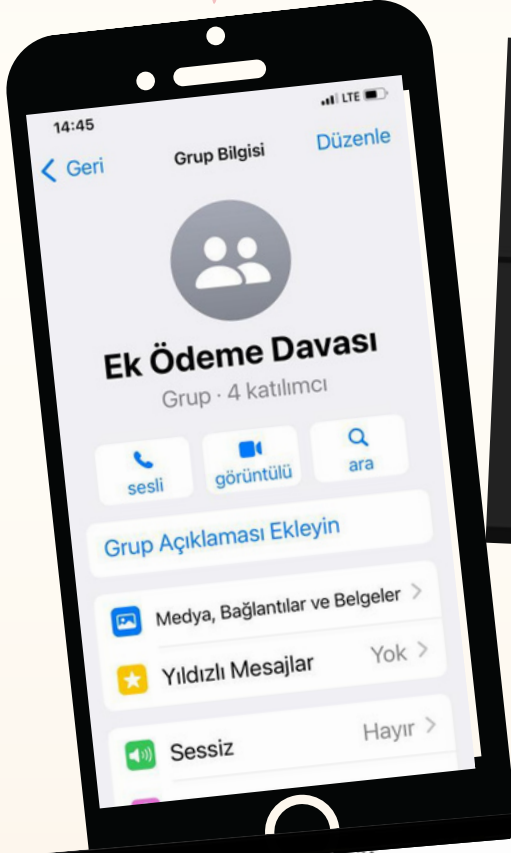 14:45
LTE
Geri
Grup Bilgisi
Düzenle
Ek Ödeme Davası
Grup · 4 katılımcı
sesli
görüntülü
ara
Grup Açıklaması Ekleyin
Medya, Bağlantılar ve Belgeler
Yıldızlı Mesajlar
Yok
Sessiz
Hayır